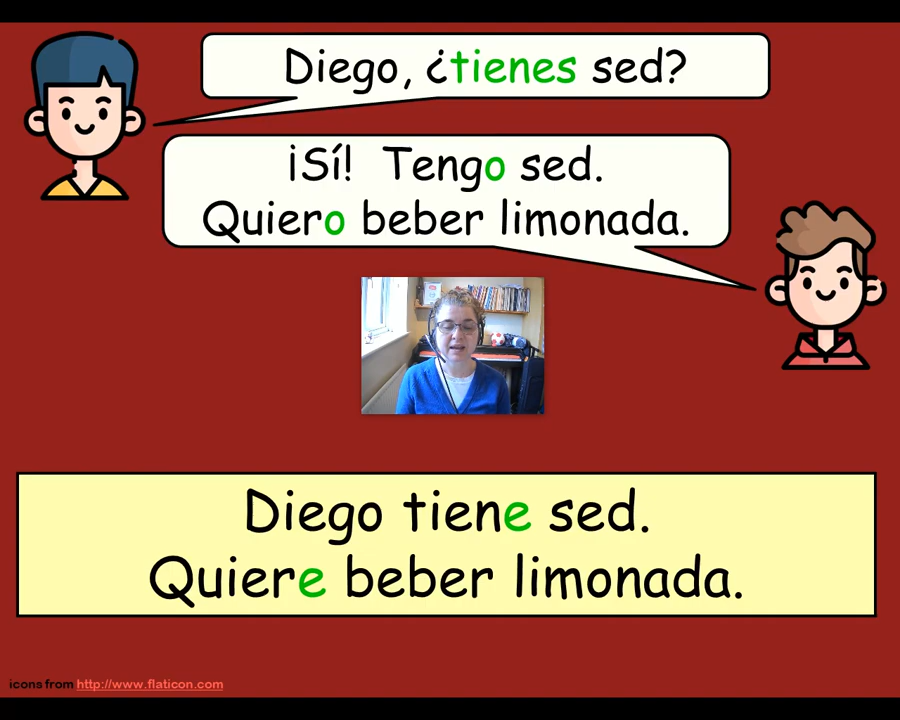 Diego, ¿tienes sed?
¡Sí! Tengo sed.
Quiero beber limonada.
Diego tiene sed.
Quiere beber limonada.
icons from http://www.flaticon.com